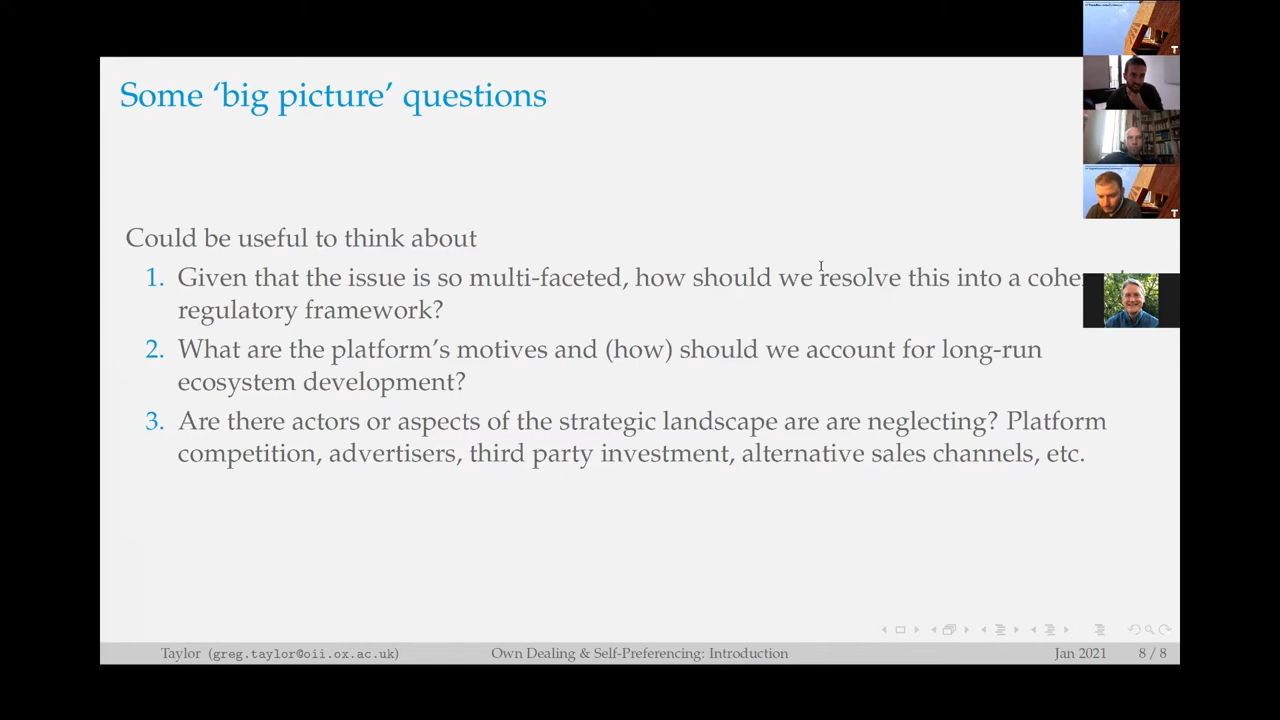 Some ‘big picture’ questions
Could be useful to think about
1. Given that the issue is so multi-faceted, how should we resolve this into a cohe
regulatory framework?
2. What are the platform’s motives and (how) should we account for long-run
ecosystem development?
3. Are there actors or aspects of the strategic landscape are are neglecting? Platform
competition, advertisers, third party investment, alternative sales channels, etc.
Taylor (greg.taylor@oii.ox.ac.uk) Own Dealing & Self-Preferencing: Introduction Jan 2021 8 / 8